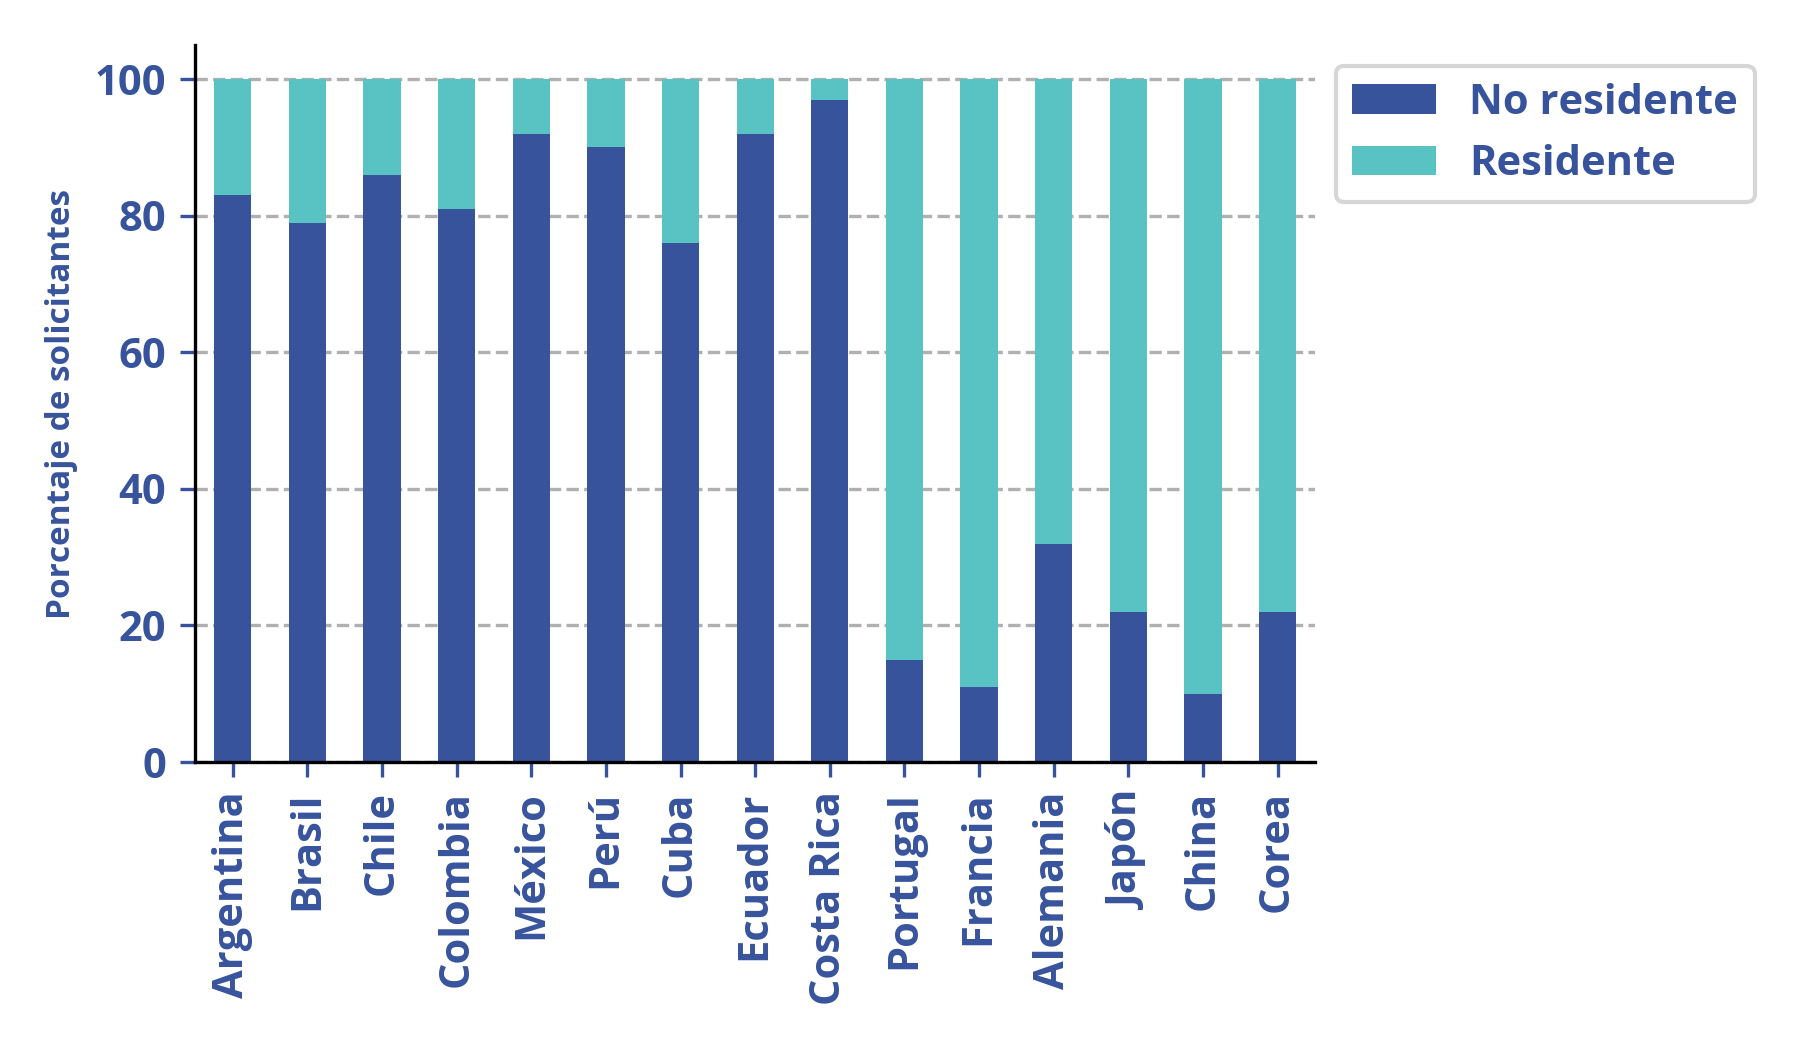 Porcentaje de solicitantes
100
80
60
40
20
0
Argentina
Brasil
Chile
Colombia
México
Perú
Cuba
Ecuador
Costa Rica
Portugal
Francia
Alemania
Japón
China
Corea
No residente
Residente